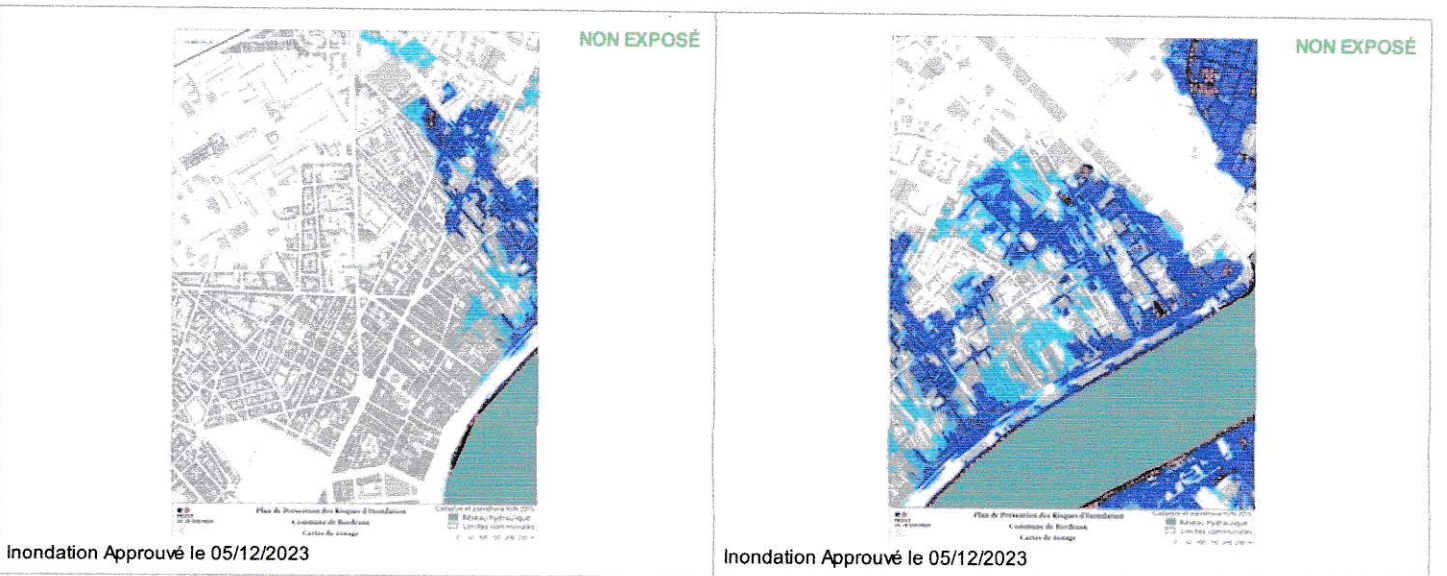 NON EXPOSÉ
Plan de Prévention des Risques d'Inondation
Commune de Bordeaux
Cartes de zonage
Réseau Hydraulique
Limites communales
Inondation Approuvé le 05/12/2023
NON EXPOSÉ
Plan de Prévention des Risques d'Inondation
Commune de Bordeaux
Cartes de zonage
Réseau Hydraulique
Limites communales
Inondation Approuvé le 05/12/2023